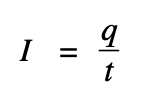 I = q/t